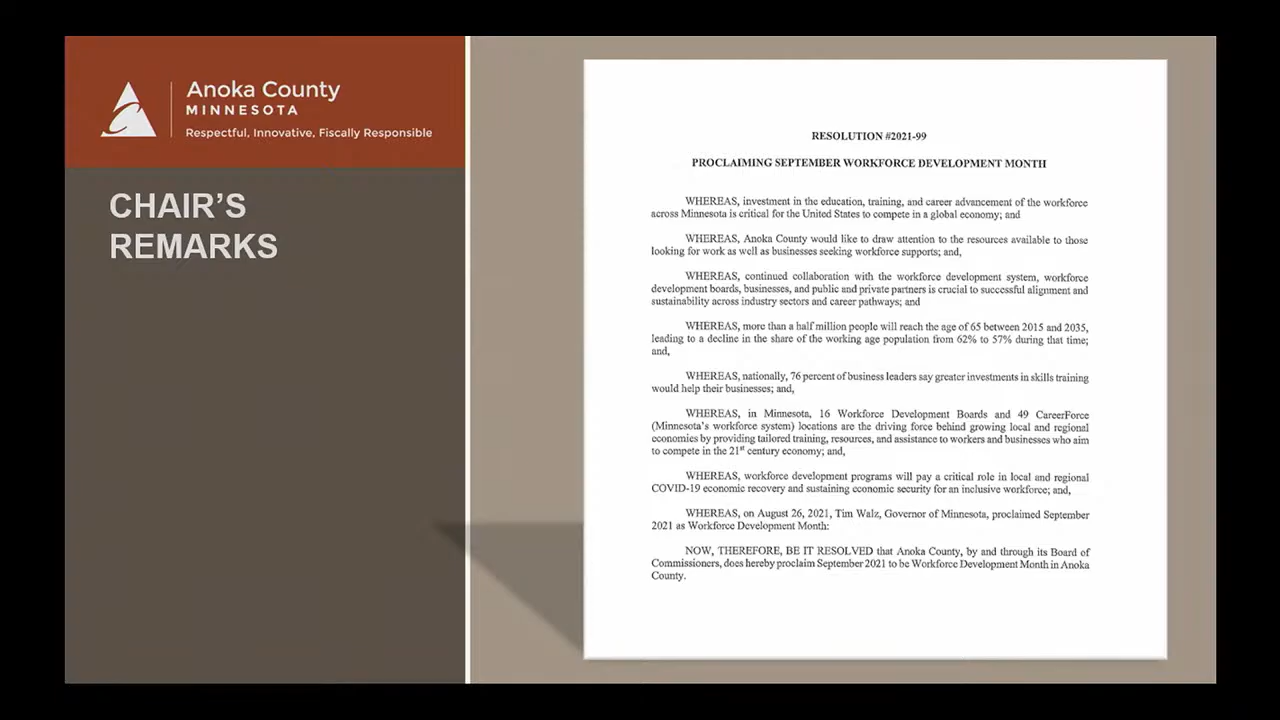 Anoka County
MINNESOTA
Respectful, Innovative, Fiscally Responsible
CHAIR'S
REMARKS
RESOLUTION #2021-99
PROCLAIMING SEPTEMBER WORKFORCE DEVELOPMENT MONTH
WHEREAS, investment in the education, training, and career advancement of the workforce
across Minnesota is critical for the United States to compete in a global economy; and
WHEREAS, Anoka County would like to draw attention to the resources available to those
looking for work as well as businesses seeking workforce supports; and,
WHEREAS, continued collaboration with the workforce development system, workforce
development boards, businesses, and public and private partners is crucial to successful alignment and
sustainability across industry sectors and career pathways; and
WHEREAS, more than a half million people will reach the age of 65 between 2015 and 2035,
leading to a decline in the share of the working age population from 62% to 57% during that time;
and,
WHEREAS, nationally, 76 percent of business leaders say greater investments in skills training
would help their businesses; and,
WHEREAS, in Minnesota, 16 Workforce Development Boards and 49 CareerForce
(Minnesota's workforce system) locations are the driving force behind growing local and regional
economies by providing tailored training, resources, and assistance to workers and businesses who aim
to compete in the 21st century economy; and,
WHEREAS, workforce development programs will pay a critical role in local and regional
COVID-19 economic recovery and sustaining economic security for an inclusive workforce; and,
WHEREAS, on August 26, 2021, Tim Walz, Governor of Minnesota, proclaimed September
2021 as Workforce Development Month:
NOW, THEREFORE, BE IT RESOLVED that Anoka County, by and through its Board of
Commissioners, does hereby proclaim September 2021 to be Workforce Development Month in Anoka
County.